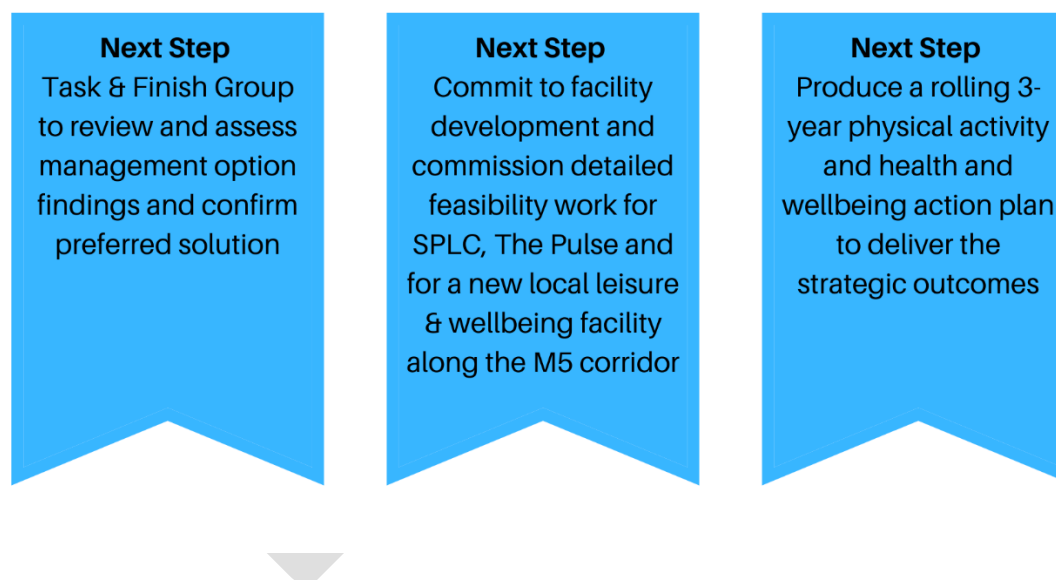 Next Step
Task & Finish Group
to review and assess
management option
findings and confirm
preferred solution
Next Step
Commit to facility
development and
commission detailed
feasibility work for
SPLC, The Pulse and
for a new local leisure
& wellbeing facility
along the M5 corridor
Next Step
Produce a rolling 3-
year physical activity
and health and
wellbeing action plan
to deliver the
strategic outcomes